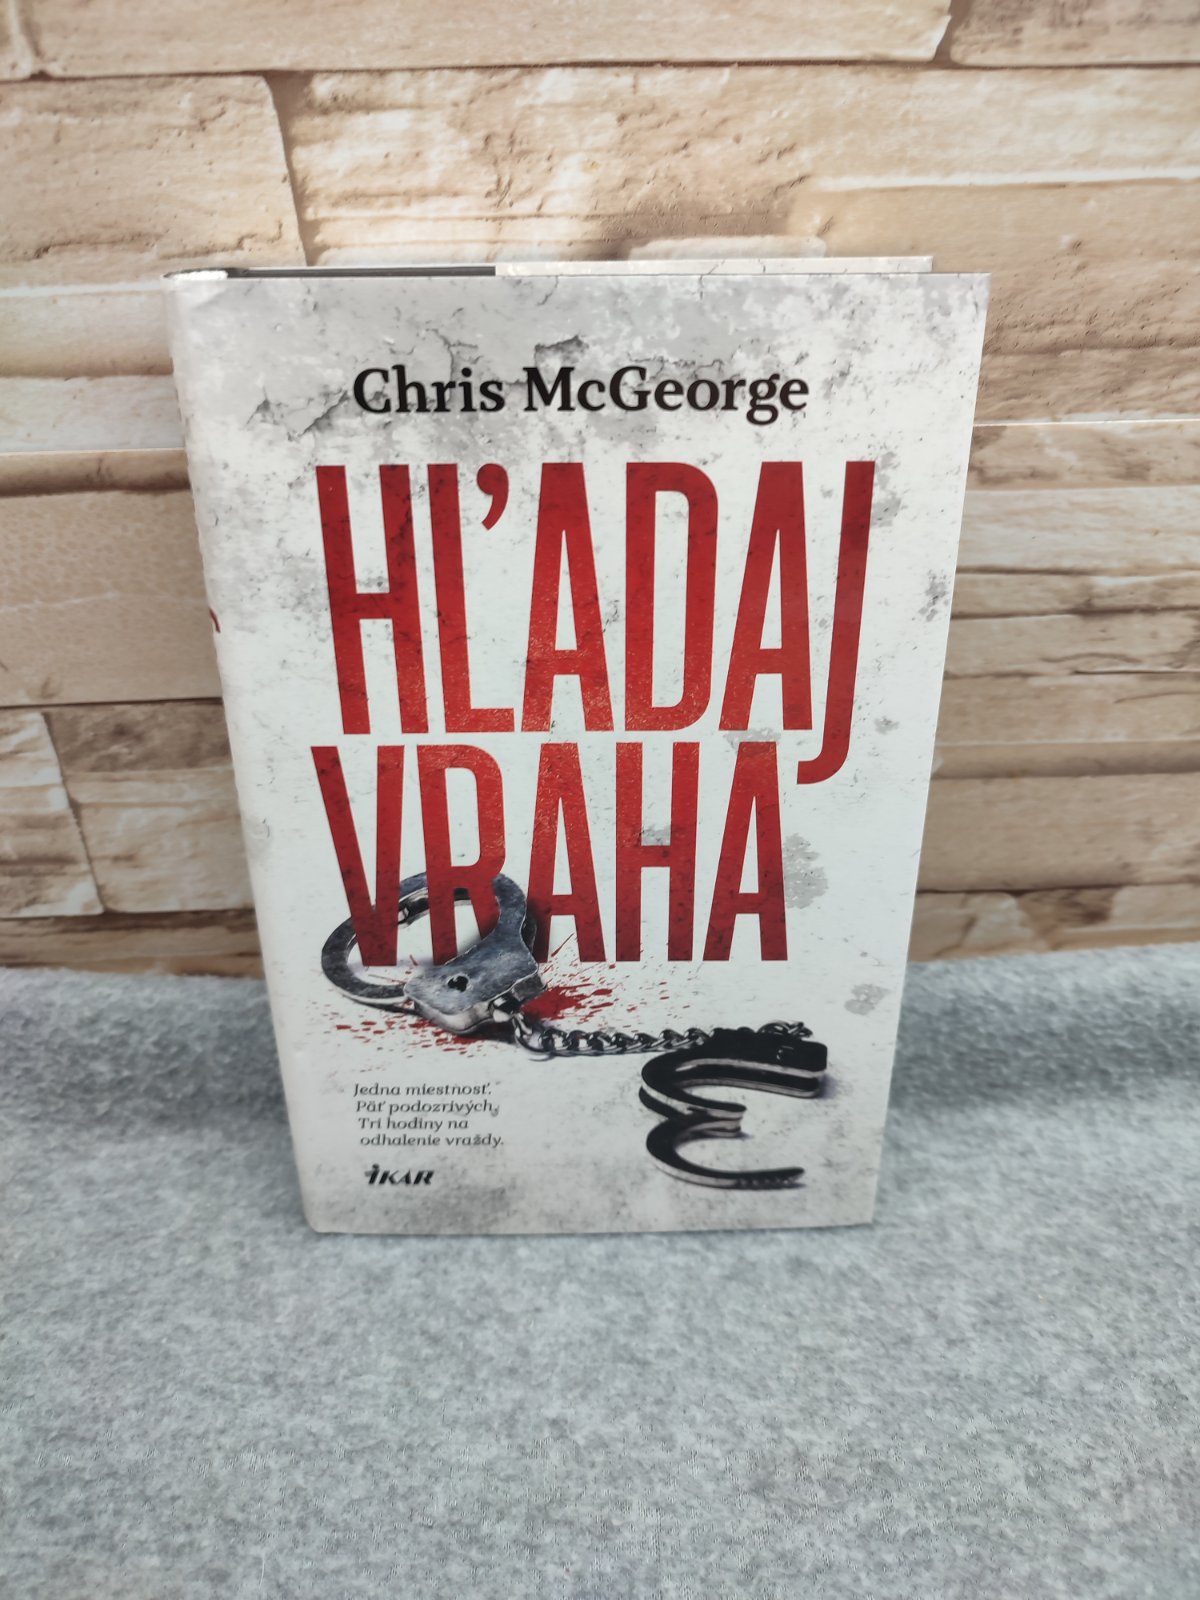 Chris McGeorge
HĽADAJ
VRAHA
Jedna miestnosť.
Päť podozrivých.
Tri hodiny na
odhalenie vraždy.
IKAR